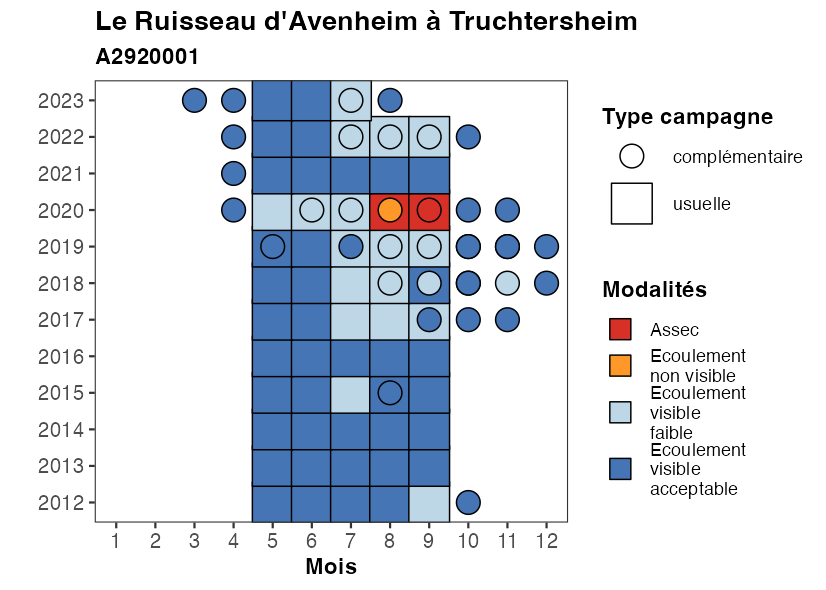 Le Ruisseau d'Avenheim à Truchtersheim
A2920001
2023
2022
2021
2020
2019
2018
2017
2016
2015
2014
2013
2012
1 2 3 4 5 6 7 8 9 10 11 12
Mois
Type campagne
complémentaire
usuelle
Modalités
Assec
Ecoulement
non visible
Ecoulement
visible
faible
Ecoulement
visible
acceptable